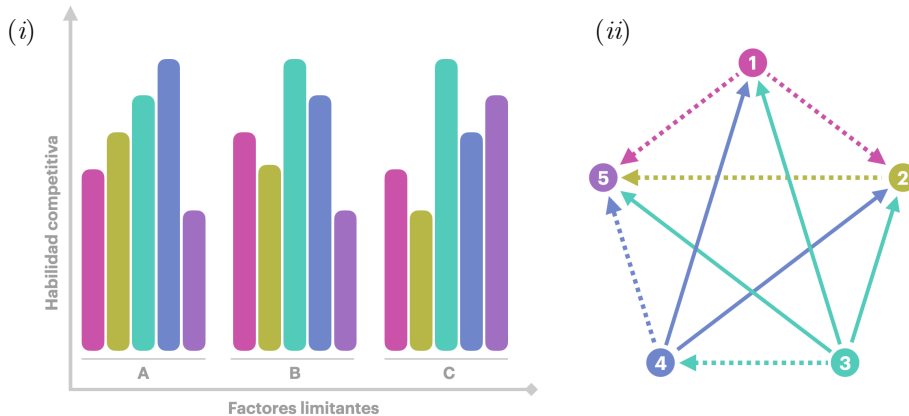 (i)
Habilidad competitiva
A B C
Factores limitantes
(ii)
1
5 2
4 3